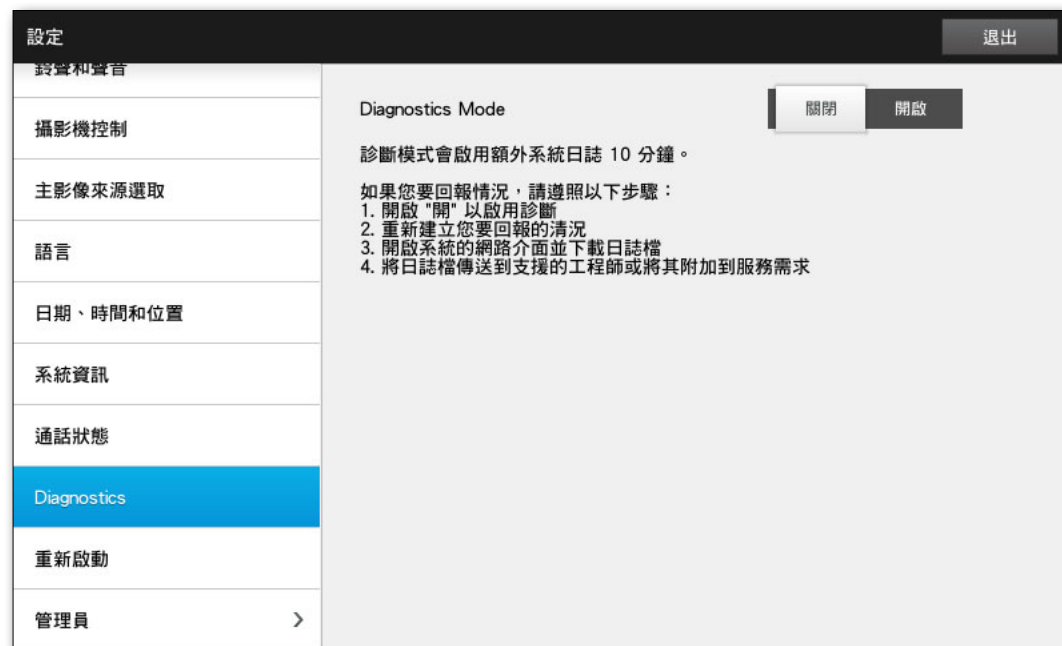 設定
退出
鈴聲和聲音
攝影機控制
主影像來源選取
語言
日期、時間和位置
系統資訊
通話狀態
Diagnostics
重新啟動
管理員
Diagnostics Mode
關閉
開啟
診斷模式會啟用額外系統日誌 10 分鐘。
如果您要回報情況，請遵照以下步驟：
1. 開啟 "開" 以啟用診斷
2. 重新建立您要回報的清況
3. 開啟系統的網路介面並下載日誌檔
4. 將日誌檔傳送到支援的工程師或將其附加到服務需求